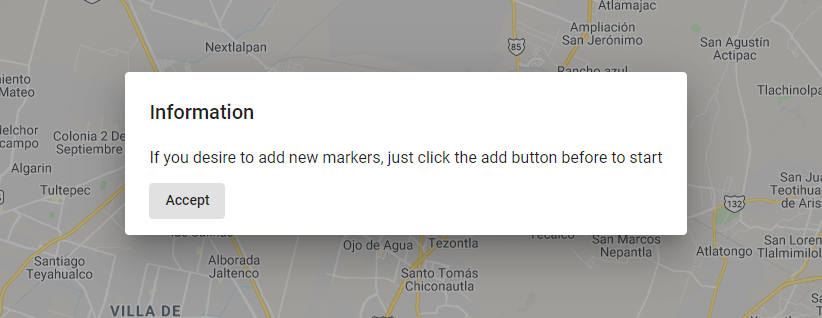 Atlamajac
Ampliación
San Jerónimo
85
Nextlalpan
San Agustín
Actipac
Rancho azul
Mateo
Tlachinolpa
Information
Colonia 2 De
Septiembre
campo
If you desire to add new markers, just click the add button before to start
Algarin
Tultepec
Accept
San Jua
Teotihua
de Aris
132
Tecalco
Ojo de Agua
Tezontla
San Marcos
Nepantla
San Loren
Tlalmimilol
Atlatongo
Santiago
Teyahualco
Alborada
Jaltenco
Santo Tomás
Chiconautla
VILLA DE